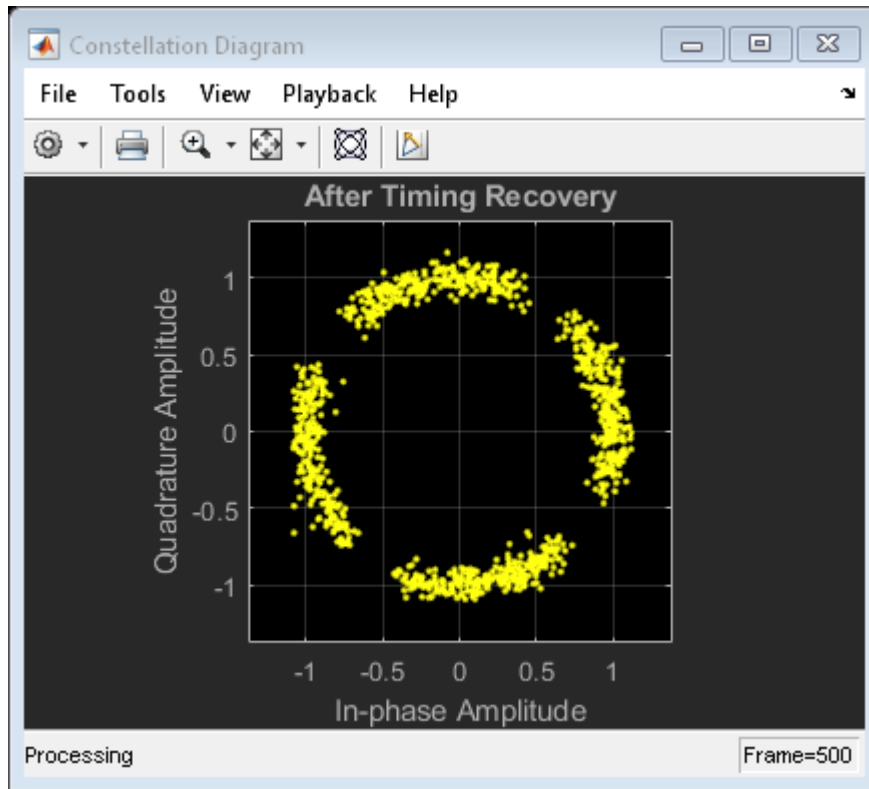 Constellation Diagram
File Tools View Playback Help
After Timing Recovery
Quadrature Amplitude
1
0.5
0
-0.5
-1
-1 -0.5 0 0.5 1
In-phase Amplitude
Processing Frame=500